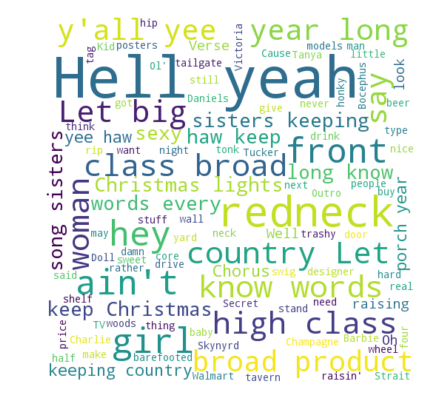 y'all yee hip year long
Kid posters Verse Victoria Cause Tanya models man little
tag Ol' tailgate
Hell yeah say
still Daniels Bocephus look
Let big got sisters keeping give honky never beer
think yee haw sexy haw keep drink type
rip want night tonk Tucker nice
class broad front
song sisters woman Christmas lights long know
words every next Outro people buy
hey redneck porch year
stuff wall Well trashy door
may yard neck
damn Doll sweet core country Let hard
said rather drive real
ain't Chorus smig designer
keep Christmas know words
shelf Secret stand need raising
price TV woods thing high class Oh
girl baby Barbie four
Charlie Skynyrd Champagne wheel
half make barefooted broad product
keeping country Walmart tavern raisin' Strait